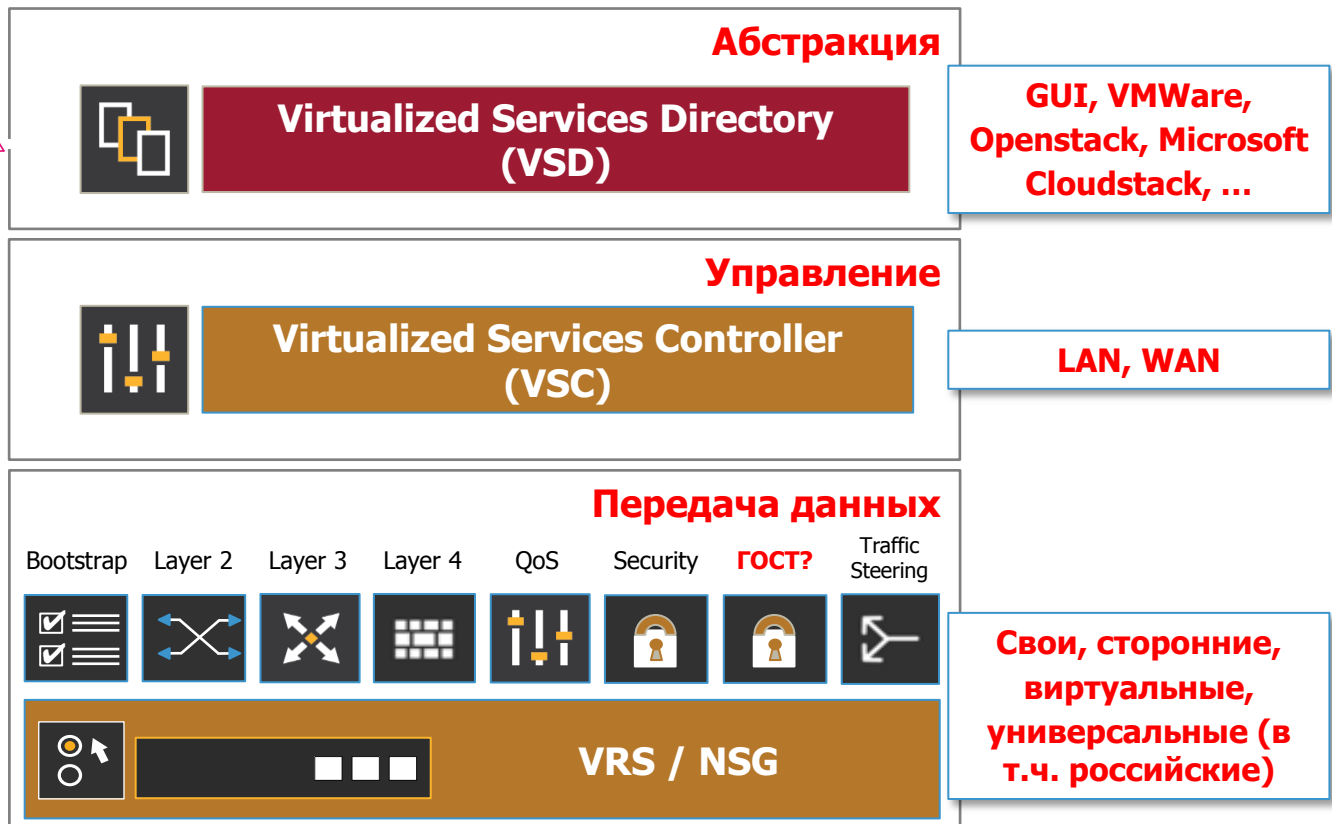 Абстракция
Virtualized Services Directory
(VSD)
GUI, VMWare,
Openstack, Microsoft
Cloudstack, ...
Управление
Virtualized Services Controller
(VSC)
LAN, WAN
Передача данных
Bootstrap
Layer 2
Layer 3
Layer 4
QoS
Security
ГОСТ?
Traffic
Steering
Свои, сторонние,
виртуальные,
универсальные (в
т.ч. российские)
VRS / NSG